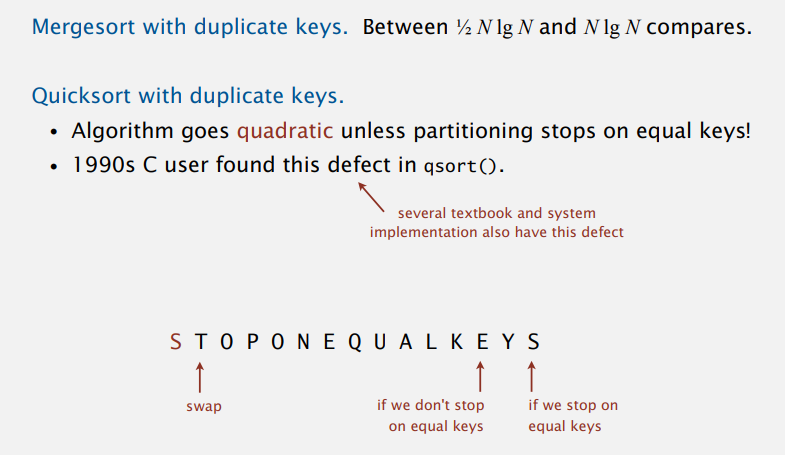 Mergesort with duplicate keys. Between ½ N lg N and N lg N compares.
Quicksort with duplicate keys.
• Algorithm goes quadratic unless partitioning stops on equal keys!
• 1990s C user found this defect in qsort().
several textbook and system
implementation also have this defect
S T O P O N E Q U A L K E Y S
swap
if we don't stop
on equal keys
if we stop on
equal keys